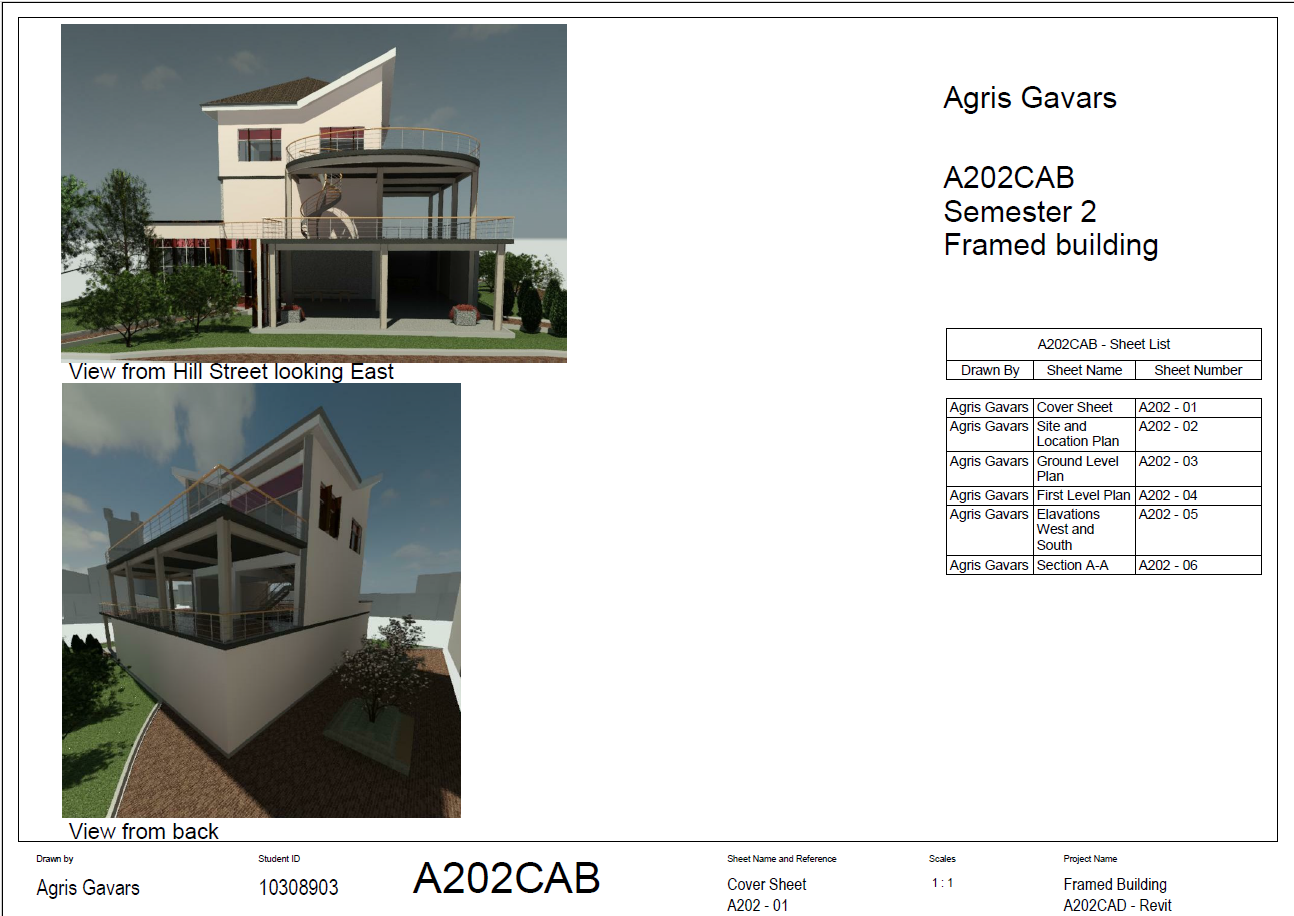 Agris Gavars
A202CAB
Semester 2
Framed building
View from Hill Street looking East
A202CAB - Sheet List
Drawn By Sheet Name Sheet Number
Agris Gavars Cover Sheet A202 - 01
Agris Gavars Site and A202 - 02
Location Plan
Agris Gavars Ground Level A202 - 03
Plan
Agris Gavars First Level Plan A202 - 04
Agris Gavars Elavations A202 - 05
West and
South
Agris Gavars Section A-A A202 - 06
View from back
Drawn by
Agris Gavars
Student ID
10308903
A202CAB
Sheet Name and Reference
Cover Sheet
A202 - 01
Scales
1 : 1
Project Name
Framed Building
A202CAD - Revit